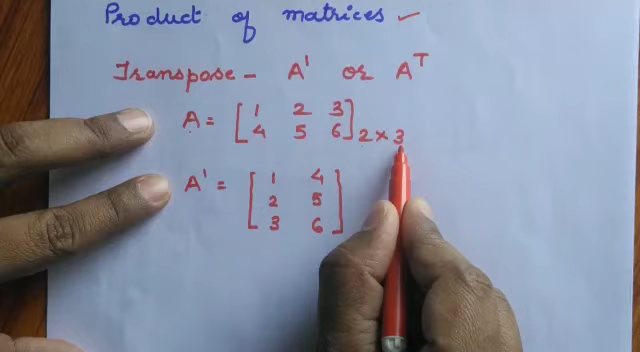 Product of matrices ✓
Transpose - A' or Aᵀ
A = [1 2 3
4 5 6] 2 × 3
A' = [1 4
2 5
3 6]